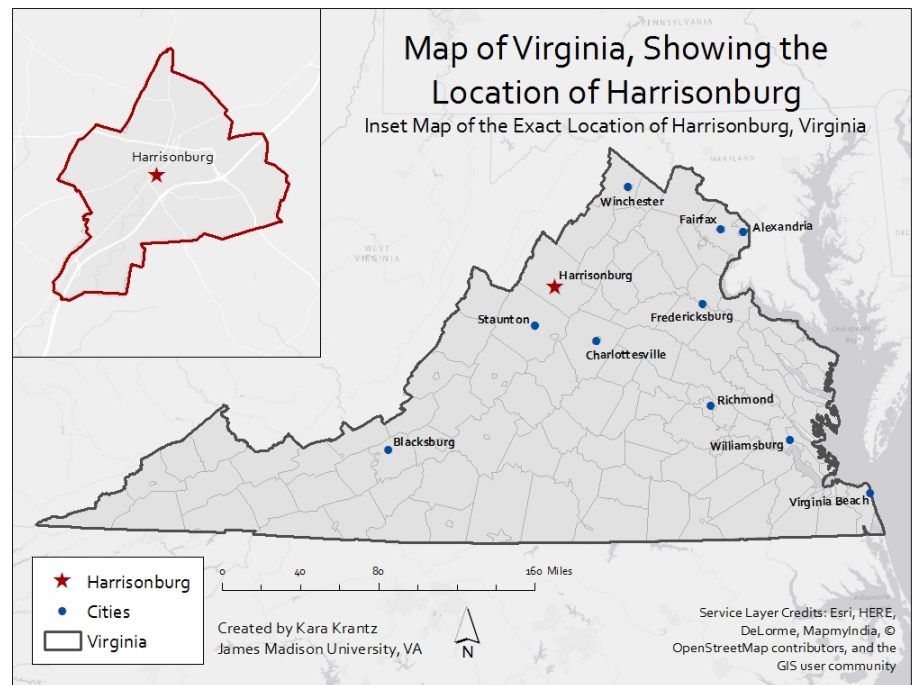 Map of Virginia, Showing the
Location of Harrisonburg
Inset Map of the Exact Location of Harrisonburg, Virginia
Harrisonburg
PENNSYLVANIA
MARYLAND
WEST
VIRGINIA
Winchester
Fairfax
Alexandria
Harrisonburg
Staunton
Fredericksburg
Charlottesville
Chesapeake
Bay
Richmond
Blacksburg
Williamsburg
Virginia Beach
Harrisonburg
Cities
Virginia
0 40 80 160 Miles
Created by Kara Krantz
James Madison University, VA
N
Service Layer Credits: Esri, HERE,
DeLorme, MapmyIndia, ©
OpenStreetMap contributors, and the
GIS user community